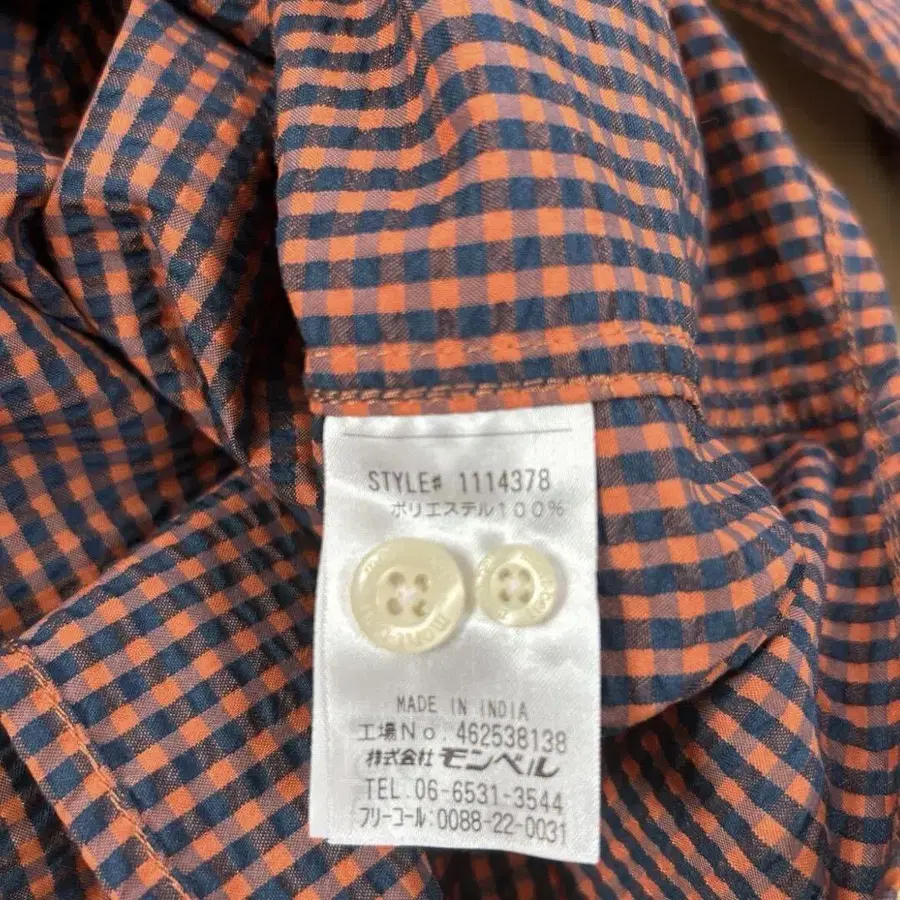 STYLE# 1114378
ポリエステル100%
MADE IN INDIA
工場No. 462538138
株式会社 モンベル
TEL. 06-6531-3544
フリーコール:0088-22-0031